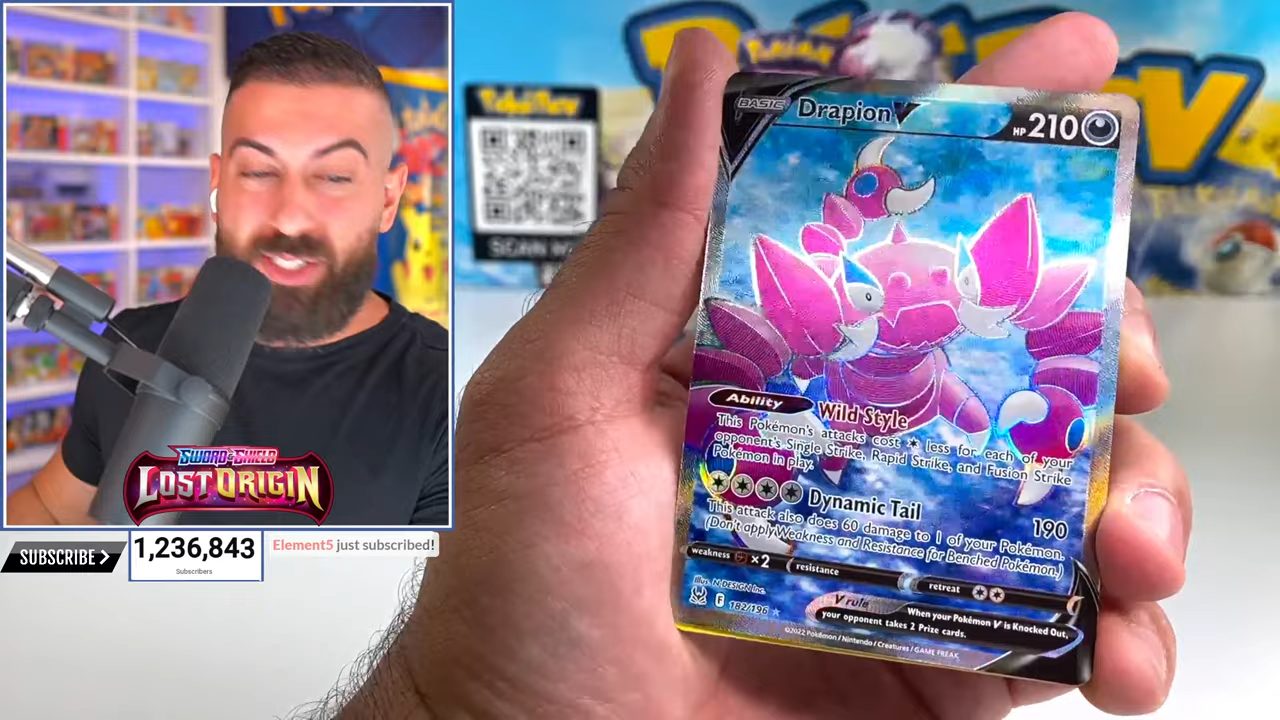 SWORD & SHIELD
LOST ORIGIN
SUBSCRIBE
1,236,843
Subscribers
Element5 just subscribed!
SCAN
Pokémon
BASIC
Drapion V
HP 210
Ability
Wild Style
This Pokémon's attacks cost less for each of your
opponent's Single Strike, Rapid Strike, and Fusion Strike
Pokémon in play.
Dynamic Tail
190
This attack also does 60 damage to 1 of your Pokémon.
(Don't apply Weakness and Resistance for Benched Pokémon.)
weakness ×2
resistance
retreat
Illus. N-DESIGN Inc.
F 182/196
V rule
When your Pokémon V is Knocked Out,
your opponent takes 2 Prize cards.
©2022 Pokémon / Nintendo / Creatures / GAME FREAK